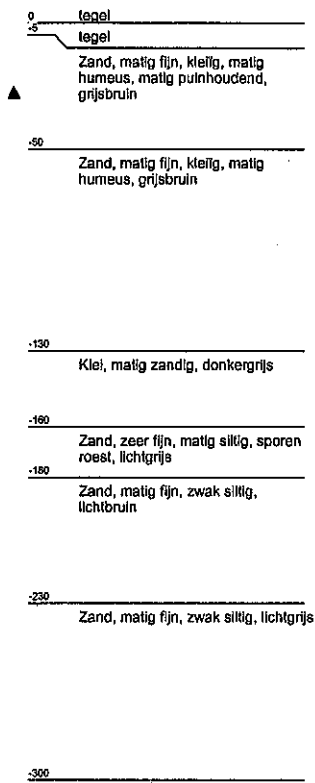 0 tegel
-5
tegel
Zand, matig fijn, kleiïg, matig
humeus, matig puinhoudend,
grijsbruin
-50
Zand, matig fijn, kleiïg, matig
humeus, grijsbruin
-130
Klei, matig zandig, donkergrijs
-160
Zand, zeer fijn, matig siltig, sporen
roest, lichtgrijs
-180
Zand, matig fijn, zwak siltig,
lichtbruin
-230
Zand, matig fijn, zwak siltig, lichtgrijs
-300